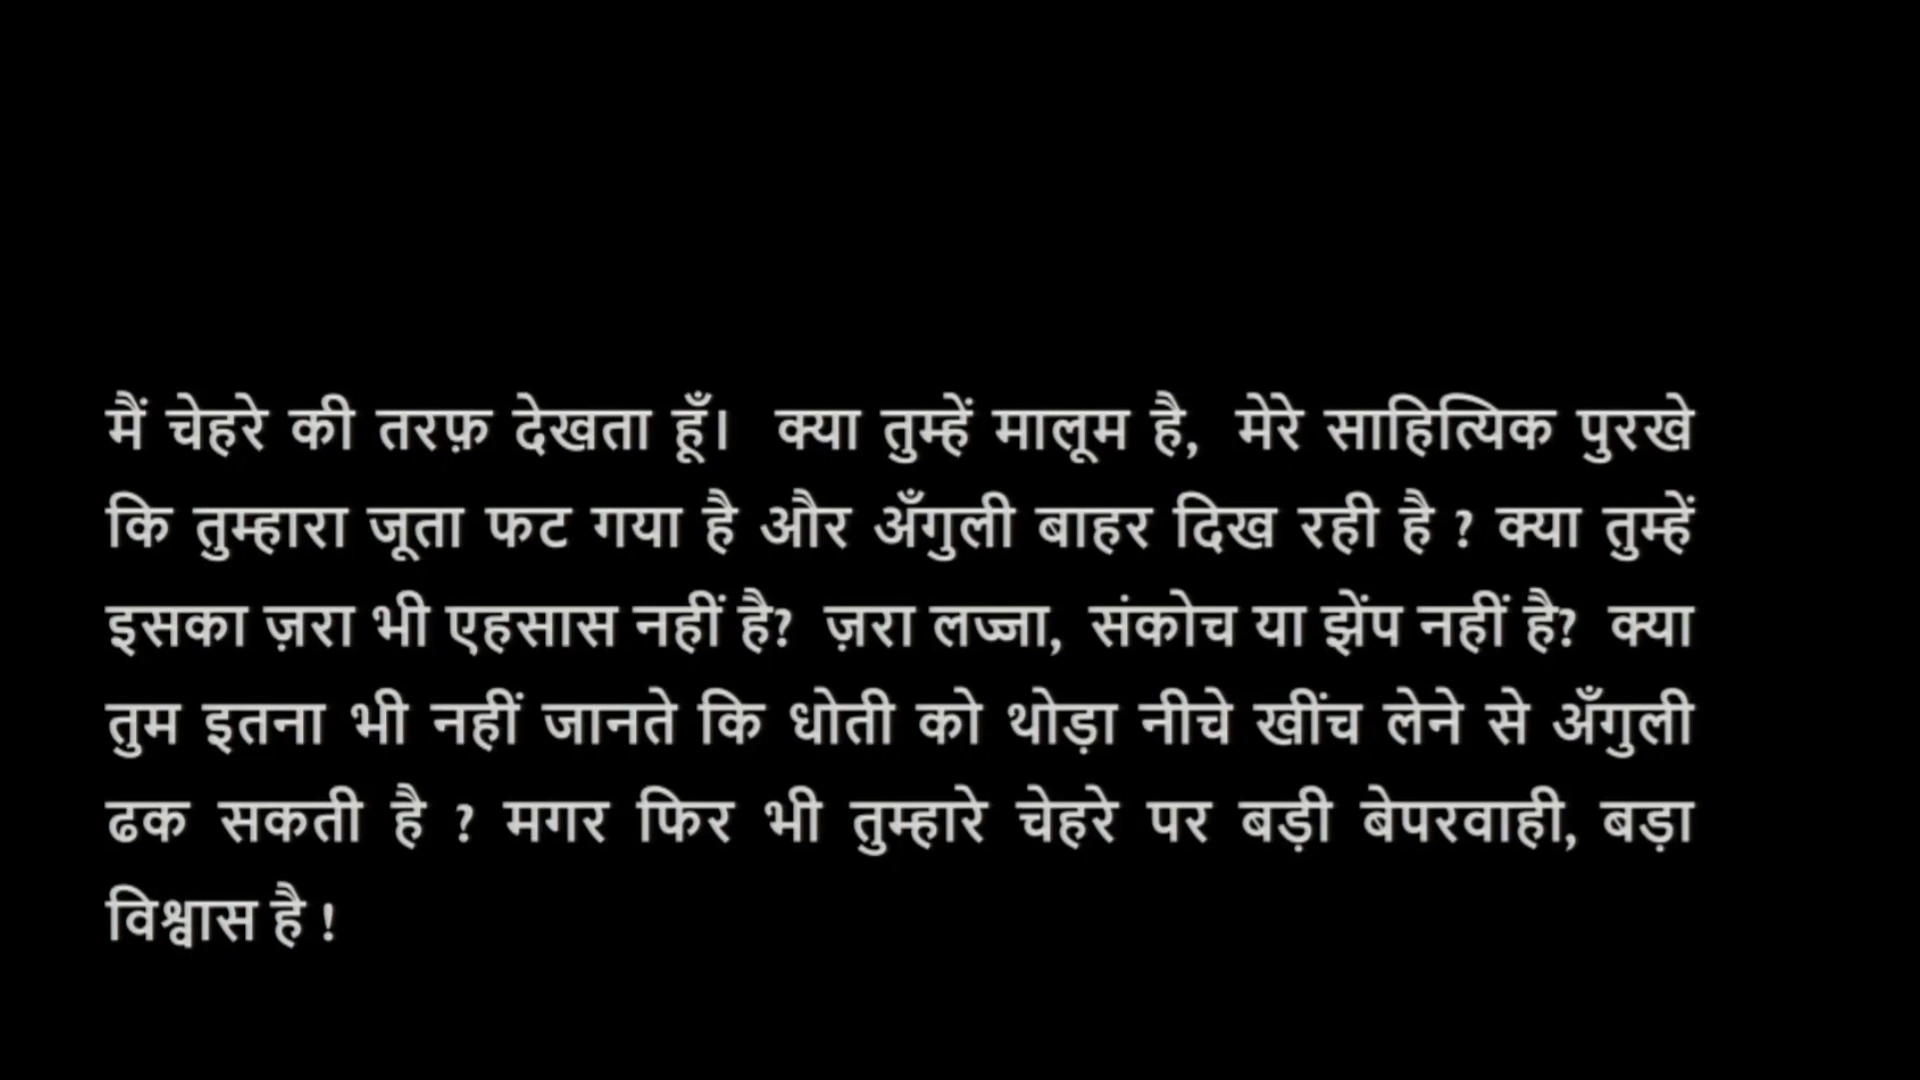 मैं चेहरे की तरफ़ देखता हूँ। क्या तुम्हें मालूम है, मेरे साहित्यिक पुरखे
कि तुम्हारा जूता फट गया है और अँगुली बाहर दिख रही है ? क्या तुम्हें
इसका ज़रा भी एहसास नहीं है? ज़रा लज्जा, संकोच या झेंप नहीं है? क्या
तुम इतना भी नहीं जानते कि धोती को थोड़ा नीचे खींच लेने से अँगुली
ढक सकती है ? मगर फिर भी तुम्हारे चेहरे पर बड़ी बेपरवाही, बड़ा
विश्वास है !